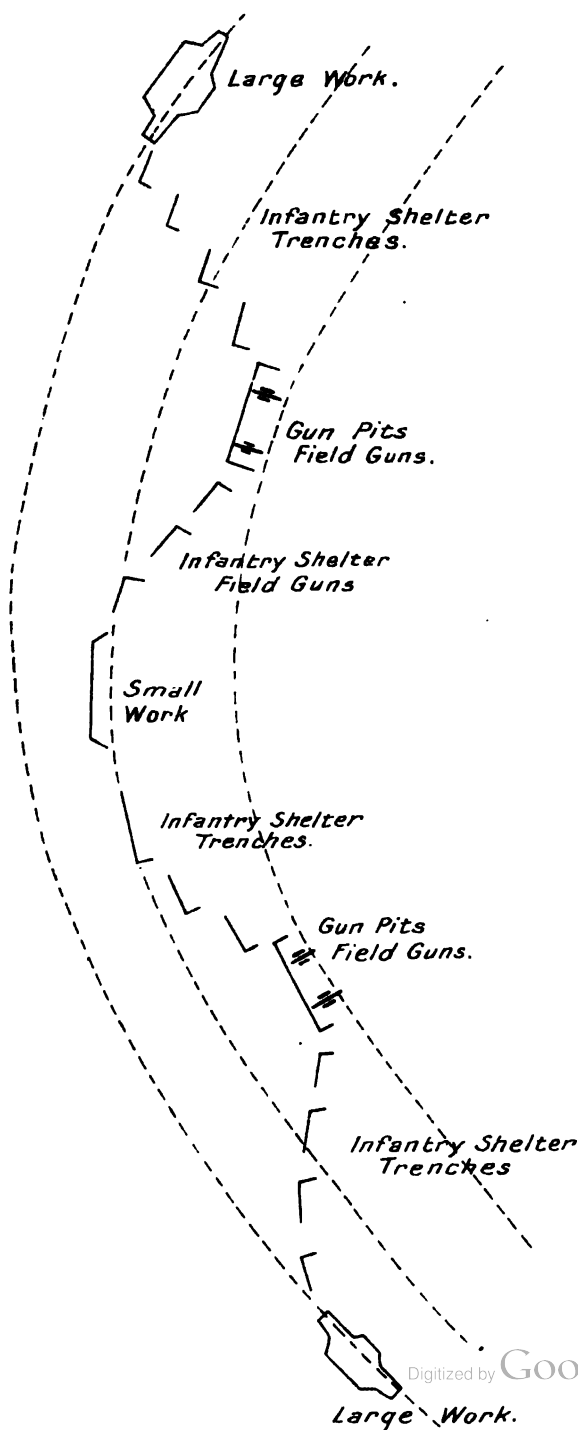 Large Work.
Infantry Shelter
Trenches.
Gun Pits
Field Guns.
Infantry Shelter
Field Guns
Small
Work
Infantry Shelter
Trenches.
Gun Pits
Field Guns.
Infantry Shelter
Trenches
Digitized by Goo
Large Work.